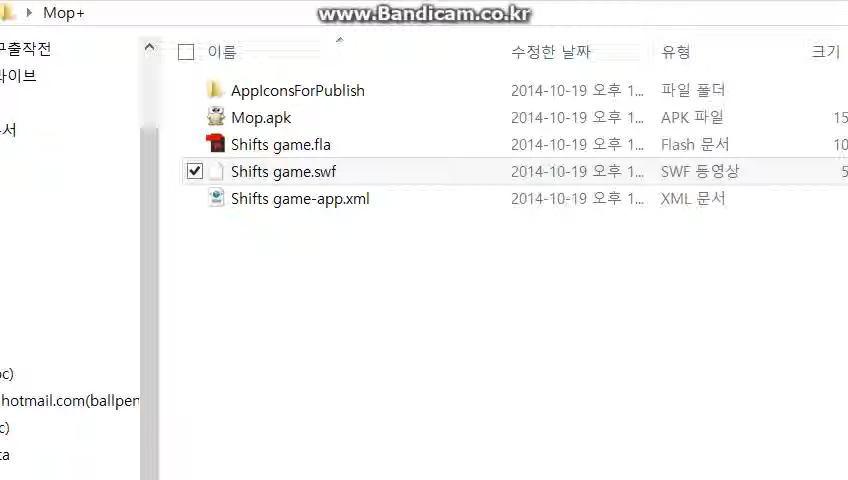 www.Bandicam.co.kr
Mop+
구출작전
라이브
서
oc)
hotmail.com(ballpen
c)
ta
이름 수정한 날짜 유형 크기
AppIconsForPublish 2014-10-19 오후 1... 파일 폴더
Mop.apk 2014-10-19 오후 1... APK 파일 15
Shifts game.fla 2014-10-19 오후 1... Flash 문서 10
Shifts game.swf 2014-10-19 오후 1... SWF 동영상 5
Shifts game-app.xml 2014-10-19 오후 1... XML 문서